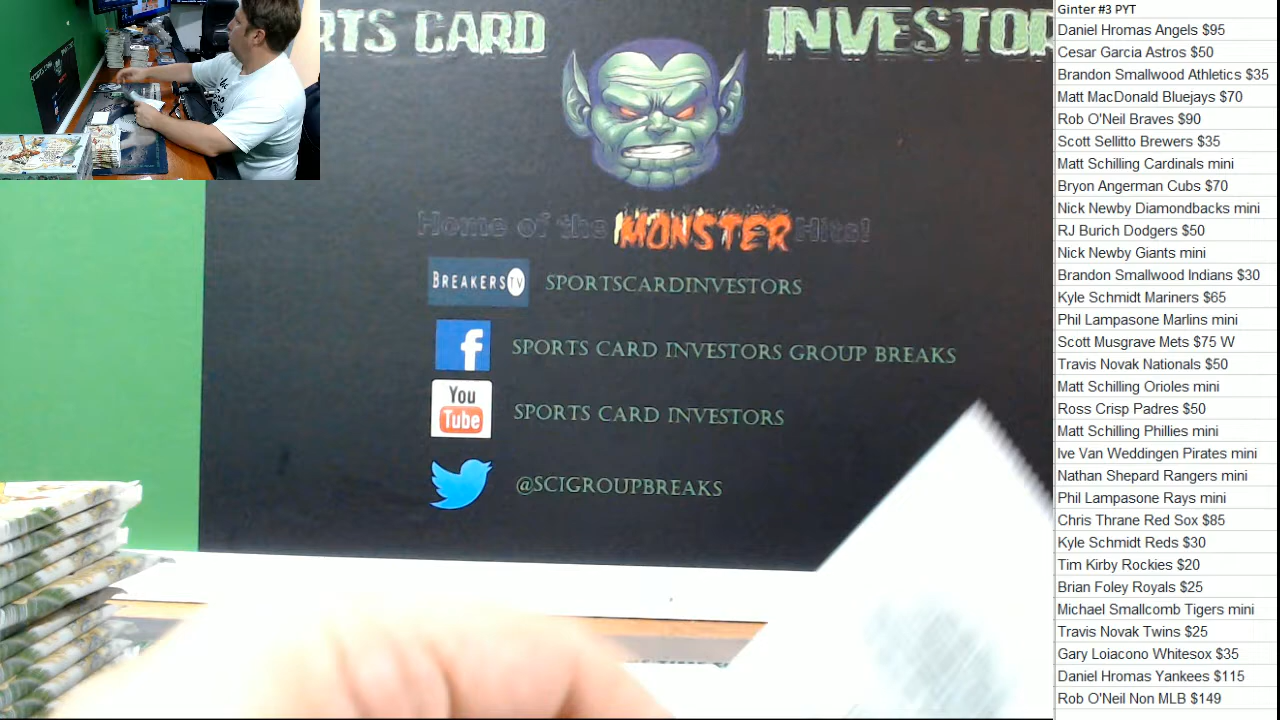 RTS CARD INVESTOR
Home of the MONSTER Hits!
BREAKERS TV SPORTSCARDINVESTORS
f SPORTS CARD INVESTORS GROUP BREAKS
You Tube SPORTS CARD INVESTORS
@SCIGROUPBREAKS
Ginter #3 PYT
Daniel Hromas Angels $95
Cesar Garcia Astros $50
Brandon Smallwood Athletics $35
Matt MacDonald Bluejays $70
Rob O'Neil Braves $90
Scott Sellitto Brewers $35
Matt Schilling Cardinals mini
Bryon Angerman Cubs $70
Nick Newby Diamondbacks mini
RJ Burich Dodgers $50
Nick Newby Giants mini
Brandon Smallwood Indians $30
Kyle Schmidt Mariners $65
Phil Lampasone Marlins mini
Scott Musgrave Mets $75 W
Travis Novak Nationals $50
Matt Schilling Orioles mini
Ross Crisp Padres $50
Matt Schilling Phillies mini
Ive Van Weddingen Pirates mini
Nathan Shepard Rangers mini
Phil Lampasone Rays mini
Chris Thrane Red Sox $85
Kyle Schmidt Reds $30
Tim Kirby Rockies $20
Brian Foley Royals $25
Michael Smallcomb Tigers mini
Travis Novak Twins $25
Gary Loiacono Whitesox $35
Daniel Hromas Yankees $115
Rob O'Neil Non MLB $149